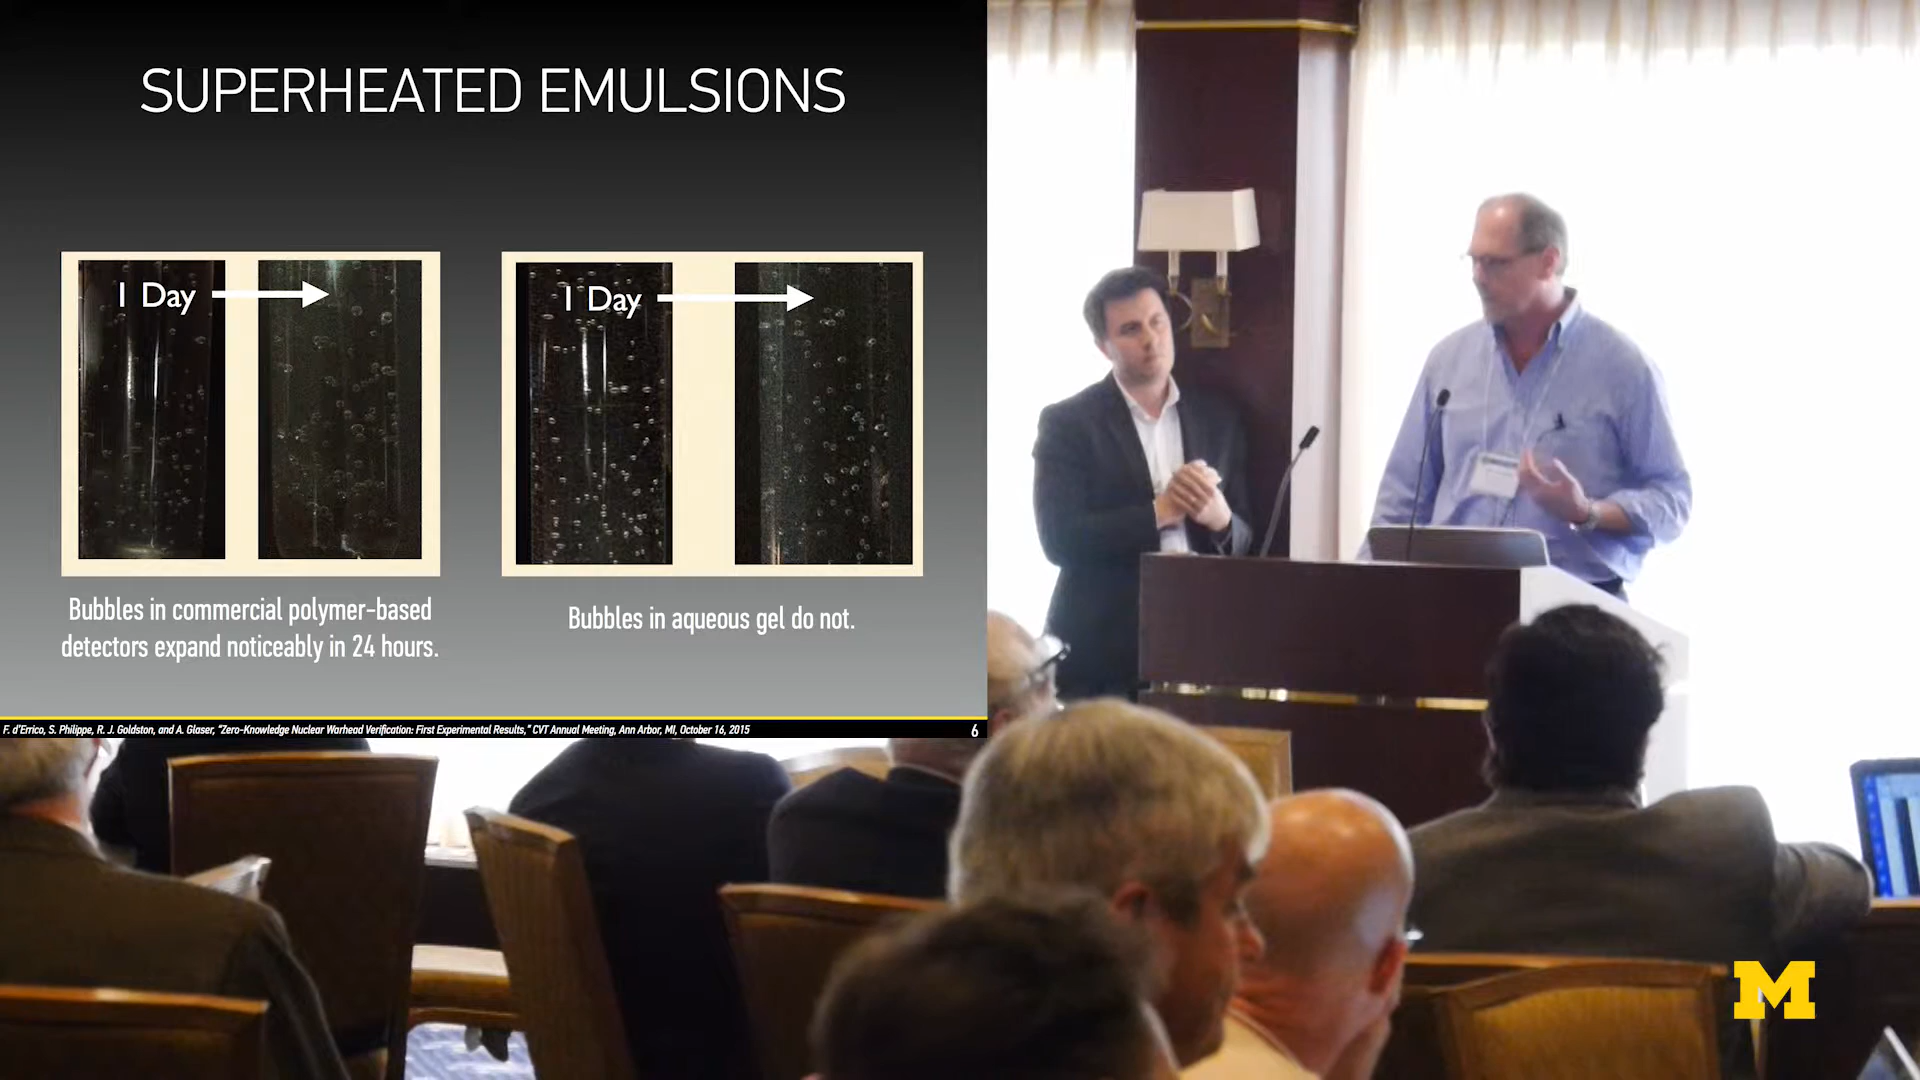 SUPERHEATED EMULSIONS
1 Day
1 Day
Bubbles in commercial polymer-based
detectors expand noticeably in 24 hours.
Bubbles in aqueous gel do not.
F. d'Errico, S. Philippe, R. J. Goldston, and A. Glaser, "Zero-Knowledge Nuclear Warhead Verification: First Experimental Results," CVT Annual Meeting, Ann Arbor, MI, October 16, 2015
6
M